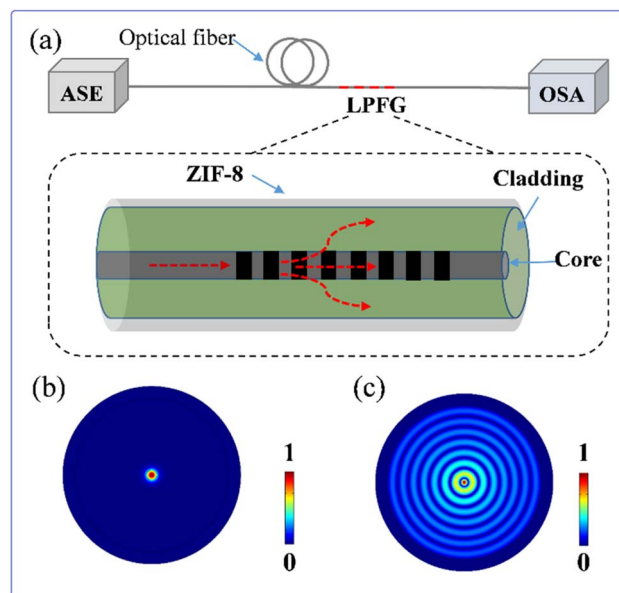 (a)
Optical fiber
ASE
LPFG
OSA
ZIF-8
Cladding
Core
(b)
1
0
(c)
1
0